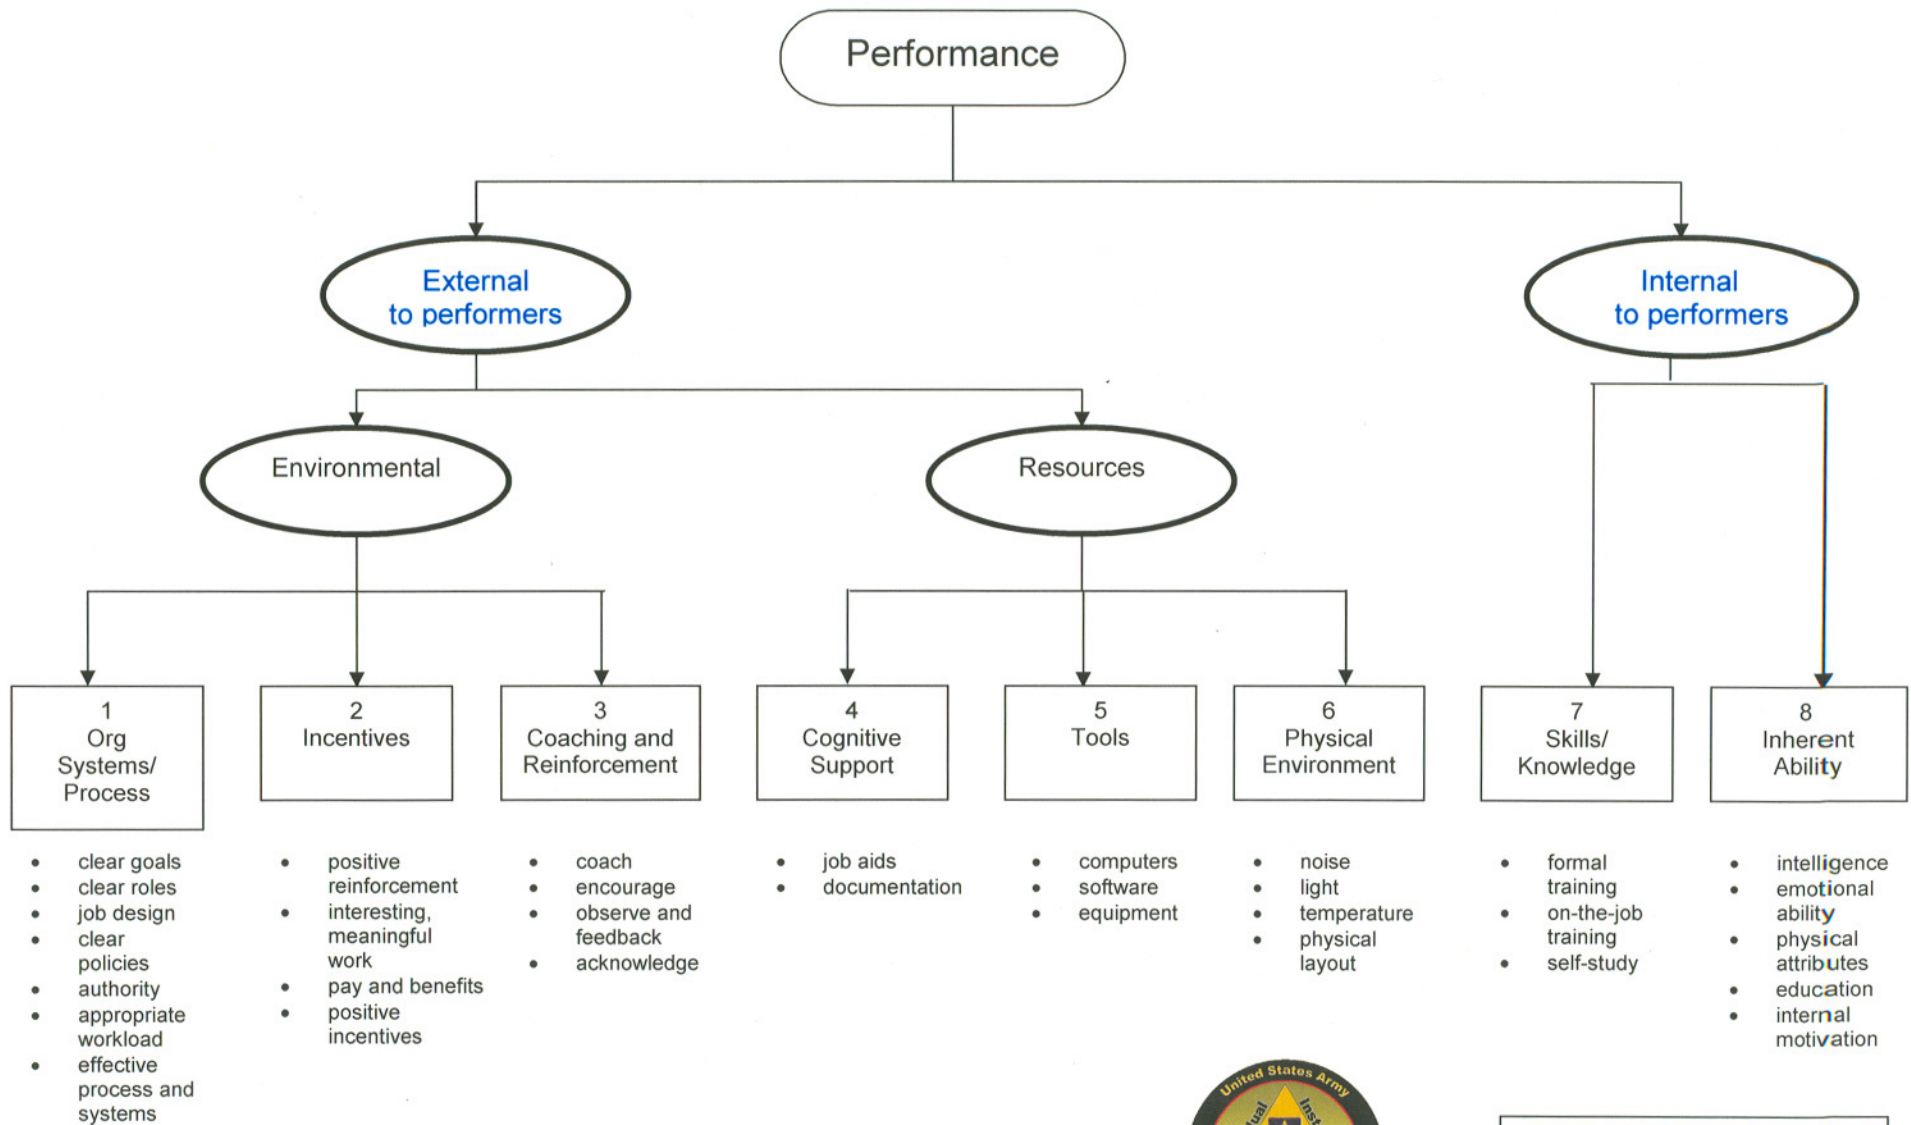 Performance
External
to performers
Internal
to performers
Environmental
Resources
1
Org
Systems/
Process
2
Incentives
3
Coaching and
Reinforcement
4
Cognitive
Support
5
Tools
6
Physical
Environment
7
Skills/
Knowledge
8
Inherent
Ability
• clear goals
• clear roles
• job design
• clear
policies
• authority
• appropriate
workload
• effective
process and
systems
• positive
reinforcement
• interesting,
meaningful
work
• pay and benefits
• positive
incentives
• coach
• encourage
• observe and
feedback
• acknowledge
• job aids
• documentation
• computers
• software
• equipment
• noise
• light
• temperature
• physical
layout
• formal
training
• on-the-job
training
• self-study
• intelligence
• emotional
ability
• physical
attributes
• education
• internal
motivation
United States Army